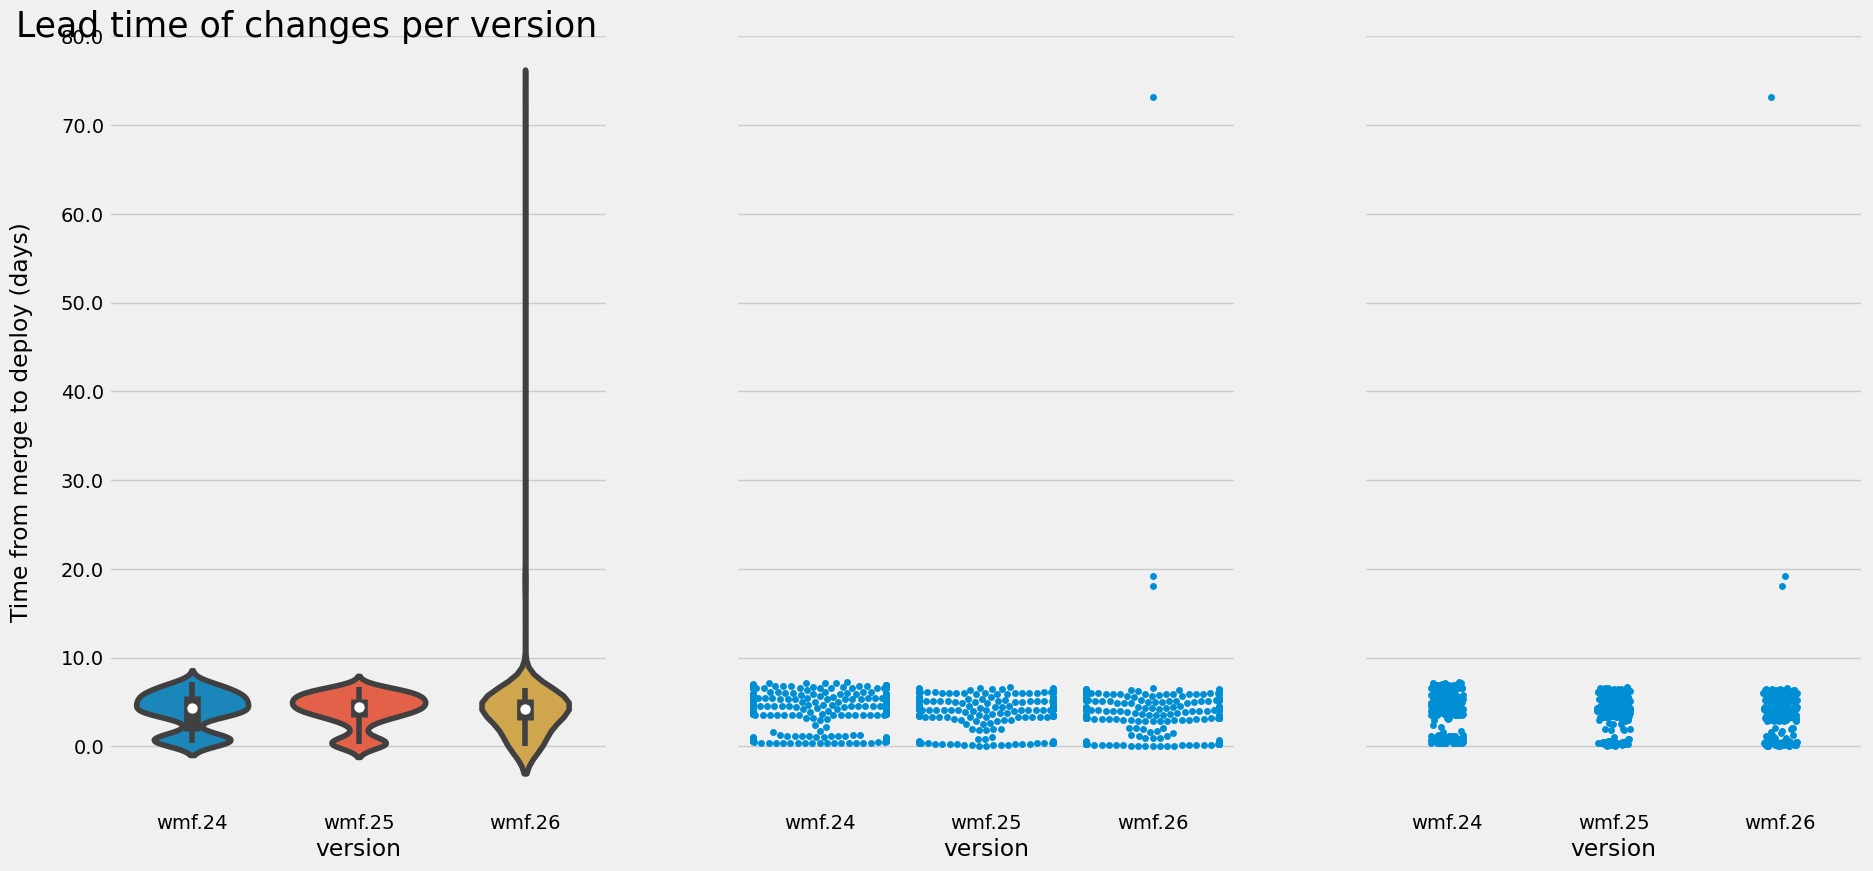 Lead time of changes per version
Time from merge to deploy (days)
80.0
70.0
60.0
50.0
40.0
30.0
20.0
10.0
0.0
wmf.24 wmf.25 wmf.26
version
wmf.24 wmf.25 wmf.26
version
wmf.24 wmf.25 wmf.26
version